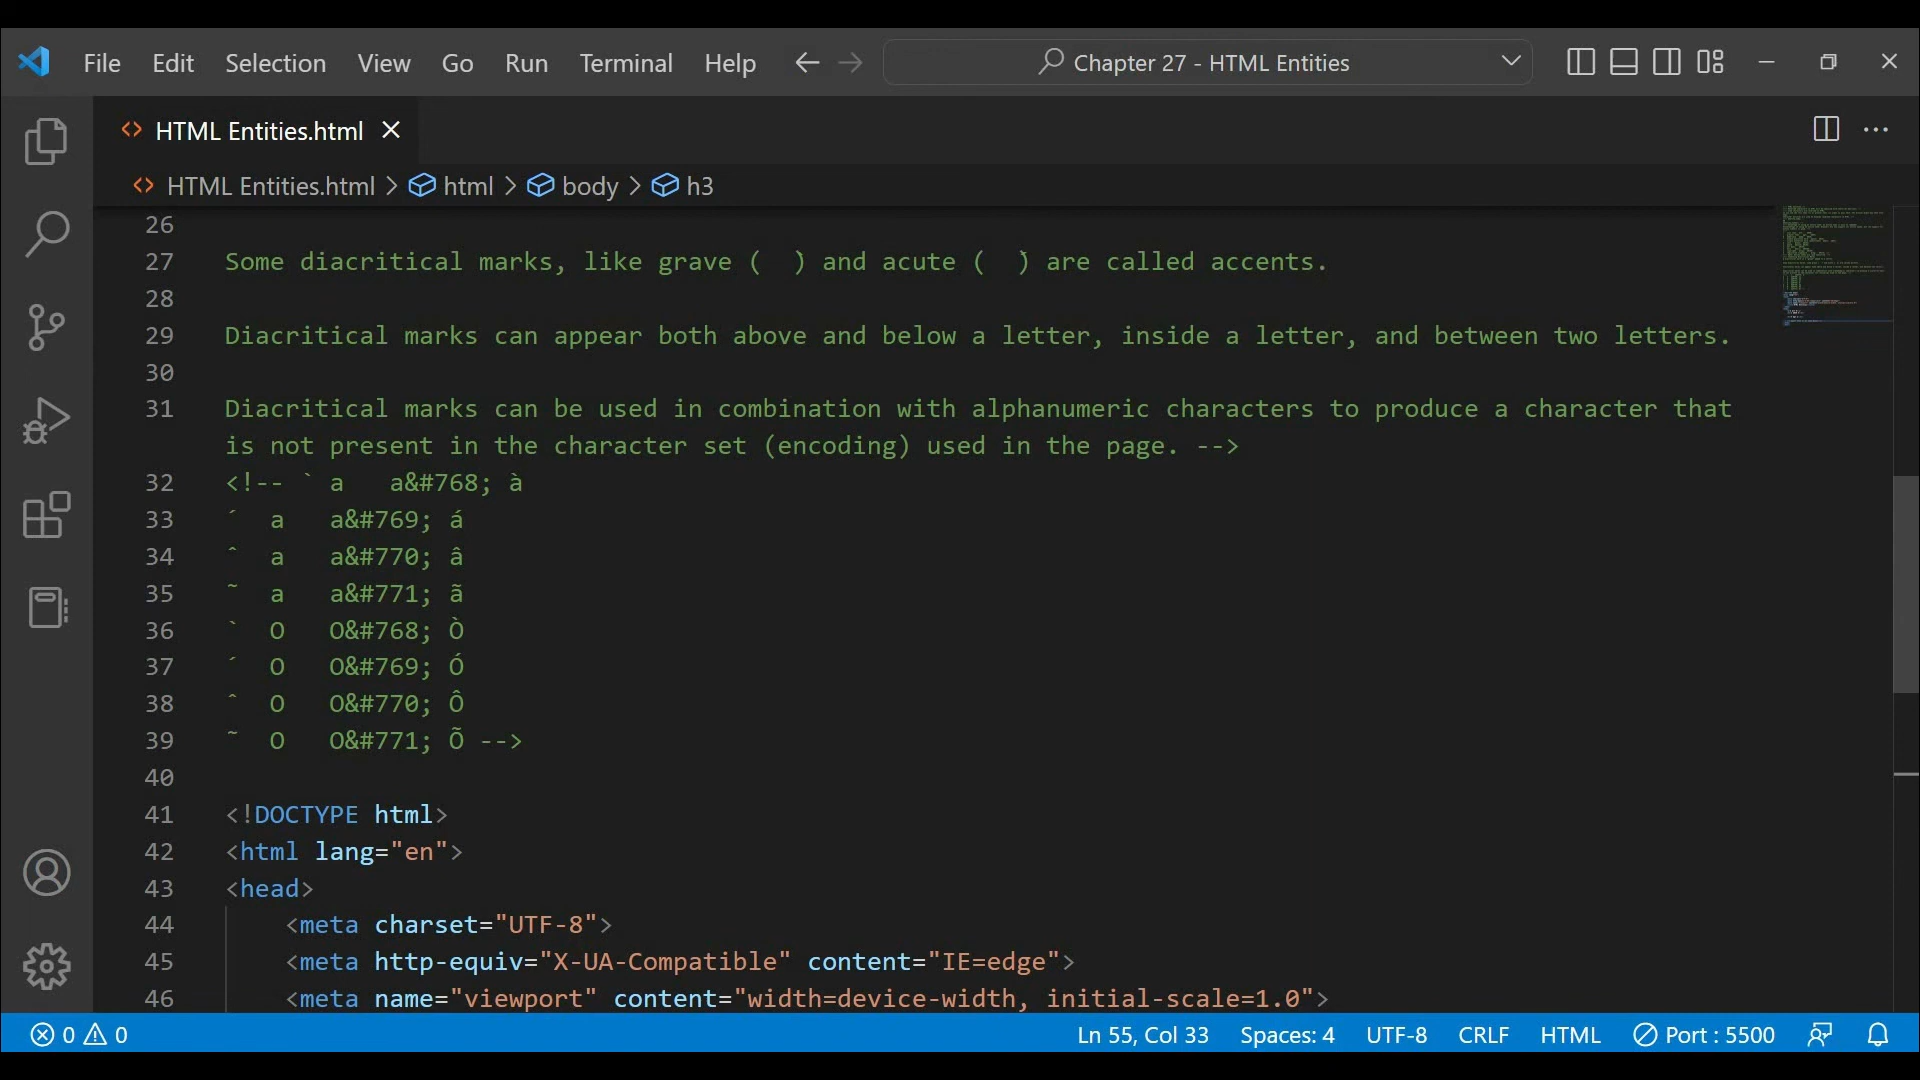 File Edit Selection View Go Run Terminal Help Chapter 27 - HTML Entities
HTML Entities.html
HTML Entities.html > html > body > h3
26
27 Some diacritical marks, like grave (  ̀) and acute (  ́) are called accents.
28
29 Diacritical marks can appear both above and below a letter, inside a letter, and between two letters.
30
31 Diacritical marks can be used in combination with alphanumeric characters to produce a character that
is not present in the character set (encoding) used in the page. -->
32 <!-- ` a   a&#768; à
33 ´  a   a&#769; á
34 ˆ  a   a&#770; â
35 ˜  a   a&#771; ã
36 `  O   O&#768; Ò
37 ´  O   O&#769; Ó
38 ˆ  O   O&#770; Ô
39 ˜  O   O&#771; Õ -->
40
41 <!DOCTYPE html>
42 <html lang="en">
43 <head>
44     <meta charset="UTF-8">
45     <meta http-equiv="X-UA-Compatible" content="IE=edge">
46     <meta name="viewport" content="width=device-width, initial-scale=1.0">
0 0 Ln 55, Col 33 Spaces: 4 UTF-8 CRLF HTML Port : 5500